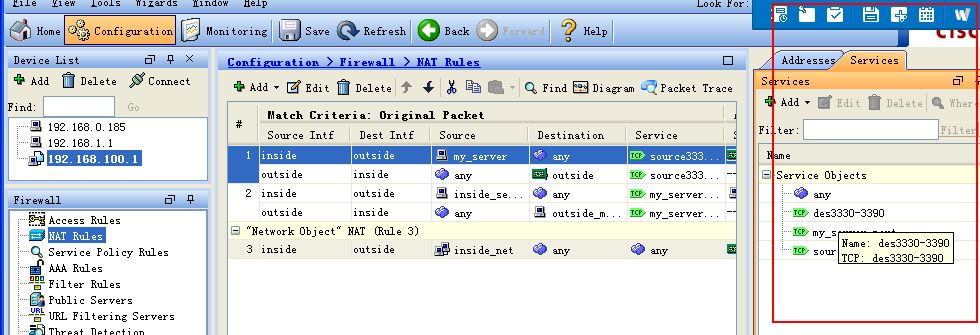 File View Tools Wizards Window Help Look For:
Home Configuration Monitoring Save Refresh Back Forward Help
cisco
Device List
Add Delete Connect
Find: Go
192.168.0.185
192.168.1.1
192.168.100.1
Firewall
Access Rules
NAT Rules
Service Policy Rules
AAA Rules
Filter Rules
Public Servers
URL Filtering Servers
Threat Detection
Configuration > Firewall > NAT Rules
Add Edit Delete Find Diagram Packet Trace
# Match Criteria: Original Packet
Source Intf Dest Intf Source Destination Service
1 inside outside my_server any source333...
outside inside any outside source333...
2 inside outside inside_se... any my_server...
outside inside any outside_m... my_server...
"Network Object" NAT (Rule 3)
3 inside outside inside_net any any
Addresses Services
Services
Add Edit Delete Where
Filter: Filter
Name
Service Objects
any
des3330-3390
my_s
sour
Name: des3330-3390
TCP: des3330-3390